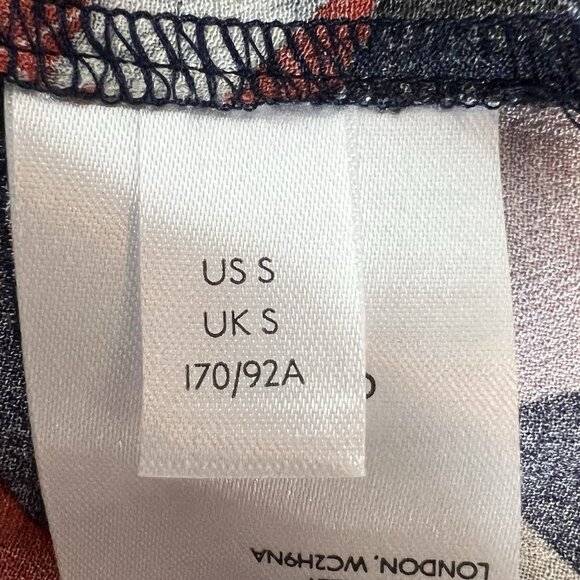 US S
UK S
170/92A
LONDON, WC2H9NA